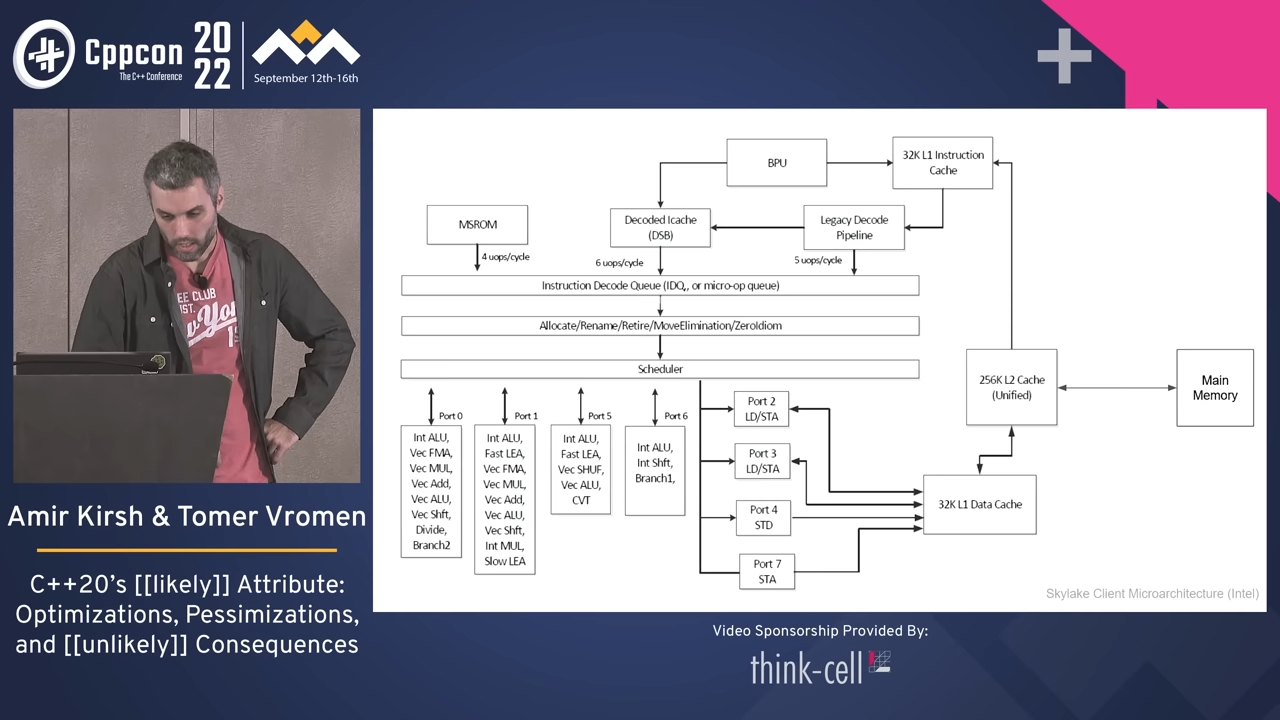 Cppcon
The C++ Conference
20
22
September 12th-16th
BPU
32K L1 Instruction
Cache
MSROM
Decoded Icache
(DSB)
Legacy Decode
Pipeline
4 uops/cycle
6 uops/cycle
5 uops/cycle
Instruction Decode Queue (IDQ,, or micro-op queue)
Allocate/Rename/Retire/MoveElimination/ZeroIdiom
Scheduler
Port 0
Int ALU,
Vec FMA,
Vec MUL,
Vec Add,
Vec ALU,
Vec Shft,
Divide,
Branch2
Port 1
Int ALU,
Fast LEA,
Vec FMA,
Vec MUL,
Vec Add,
Vec ALU,
Vec Shft,
Int MUL,
Slow LEA
Port 5
Int ALU,
Fast LEA,
Vec SHUF,
Vec ALU,
CVT
Port 6
Int ALU,
Int Shft,
Branch1,
Port 2
LD/STA
Port 3
LD/STA
Port 4
STD
Port 7
STA
256K L2 Cache
(Unified)
Main
Memory
32K L1 Data Cache
Skylake Client Microarchitecture (Intel)
Amir Kirsh & Tomer Vromen
C++20's [[likely]] Attribute:
Optimizations, Pessimizations,
and [[unlikely]] Consequences
Video Sponsorship Provided By:
think-cell